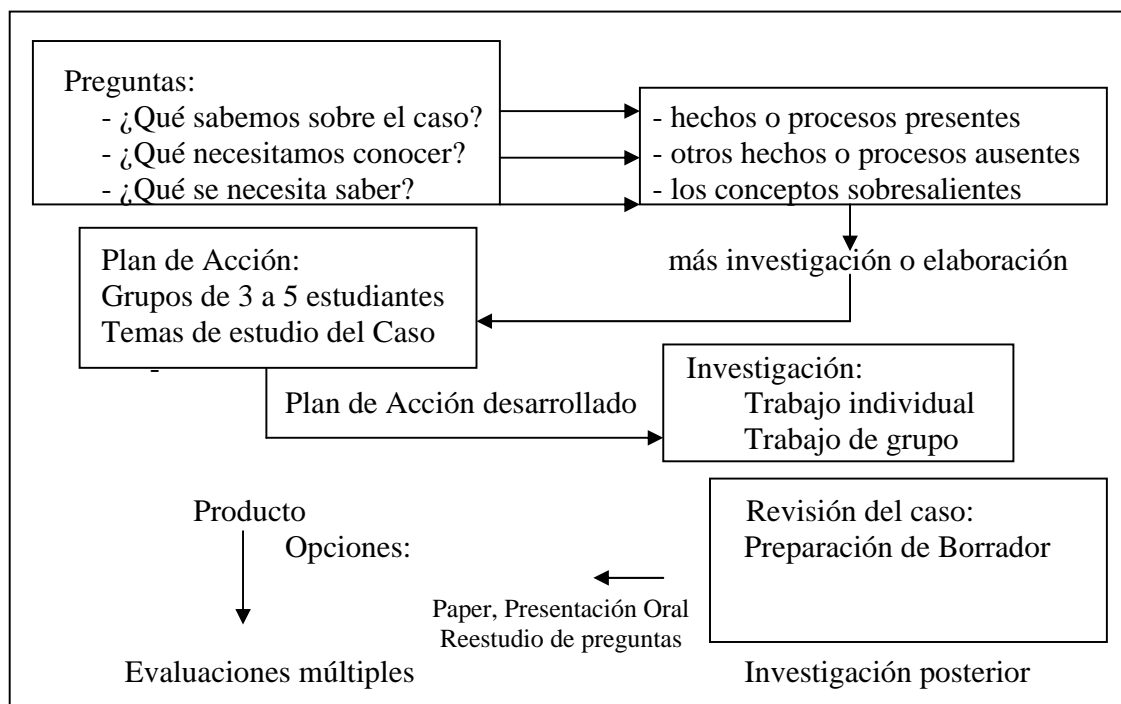 Preguntas:
- ¿Qué sabemos sobre el caso?
- ¿Qué necesitamos conocer?
- ¿Qué se necesita saber?
- hechos o procesos presentes
- otros hechos o procesos ausentes
- los conceptos sobresalientes
más investigación o elaboración
Plan de Acción:
Grupos de 3 a 5 estudiantes
Temas de estudio del Caso
-
Plan de Acción desarrollado
Investigación:
Trabajo individual
Trabajo de grupo
Revisión del caso:
Preparación de Borrador
Producto
Opciones:
Paper, Presentación Oral
Reestudio de preguntas
Evaluaciones múltiples
Investigación posterior